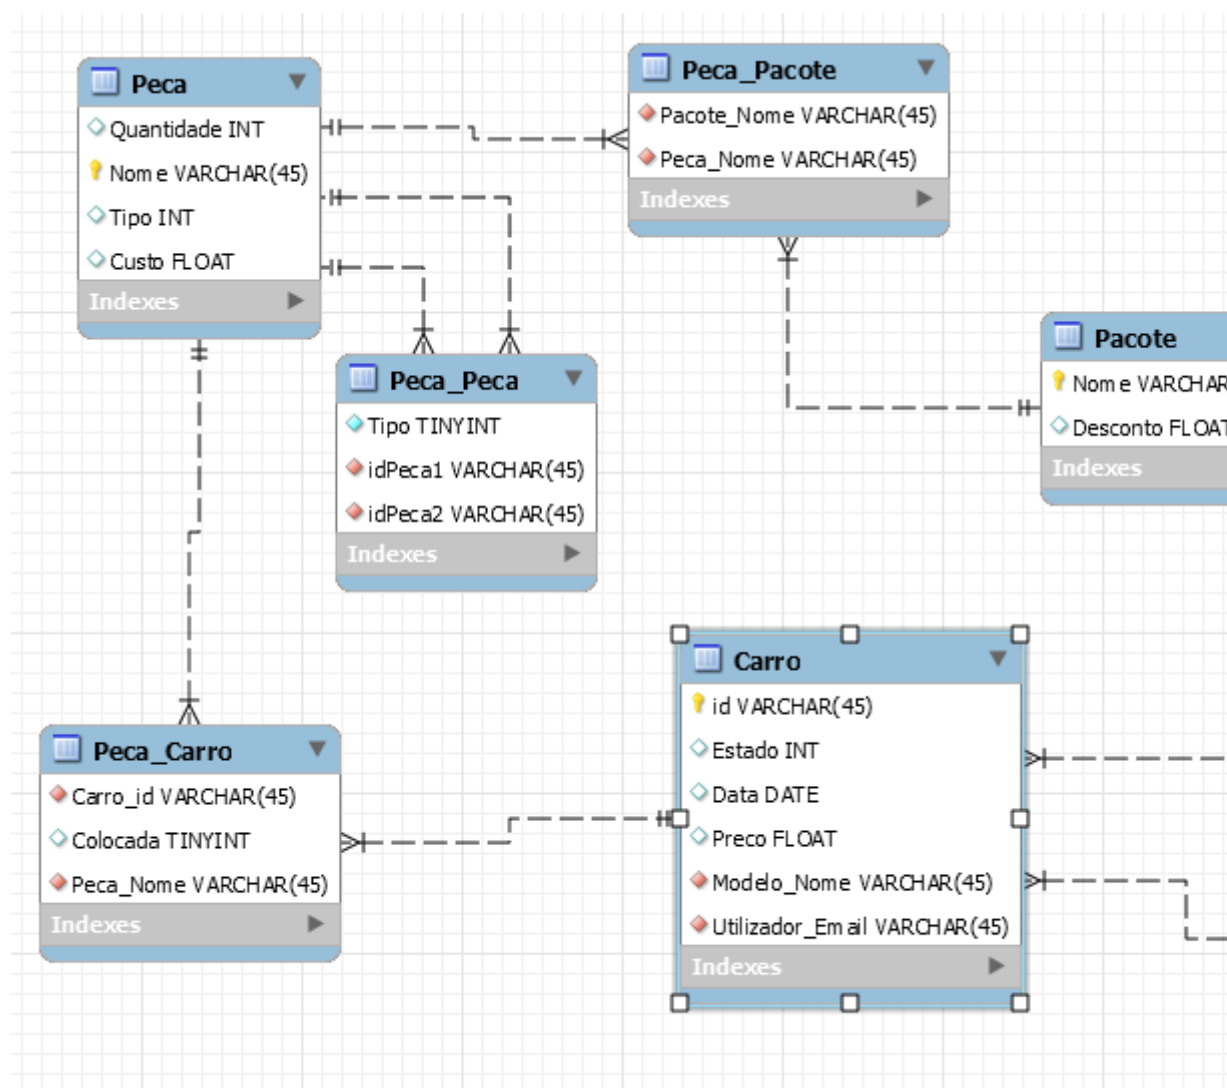 Peca
Quantidade INT
Nome VARCHAR(45)
Tipo INT
Custo FLOAT
Indexes
Peca_Pacote
Pacote_Nome VARCHAR(45)
Peca_Nome VARCHAR(45)
Indexes
Peca_Peca
Tipo TINYINT
idPeca1 VARCHAR(45)
idPeca2 VARCHAR(45)
Indexes
Pacote
Nome VARCHAR
Desconto FLOAT
Indexes
Peca_Carro
Carro_id VARCHAR(45)
Colocada TINYINT
Peca_Nome VARCHAR(45)
Indexes
Carro
id VARCHAR(45)
Estado INT
Data DATE
Preco FLOAT
Modelo_Nome VARCHAR(45)
Utilizador_Email VARCHAR(45)
Indexes